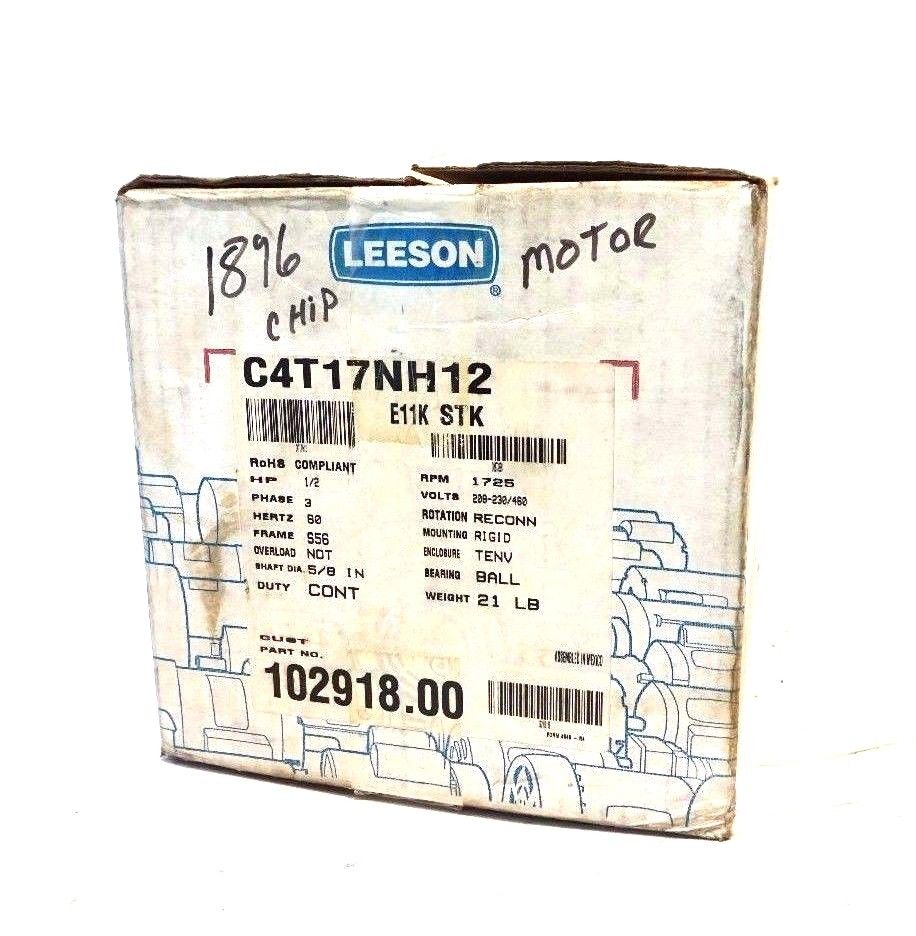 1896
CHIP
LEESON
®
MOTOR
C4T17NH12
E11K STK
RoHS COMPLIANT
HP 1/2
PHASE 3
HERTZ 60
FRAME S56
OVERLOAD NOT
SHAFT DIA. 5/8 IN
DUTY CONT
RPM 1725
VOLTS 208-230/460
ROTATION RECONN
MOUNTING RIGID
ENCLOSURE TENV
BEARING BALL
WEIGHT 21 LB
CUST
PART NO.
ASSEMBLED IN MEXICO
102918.00